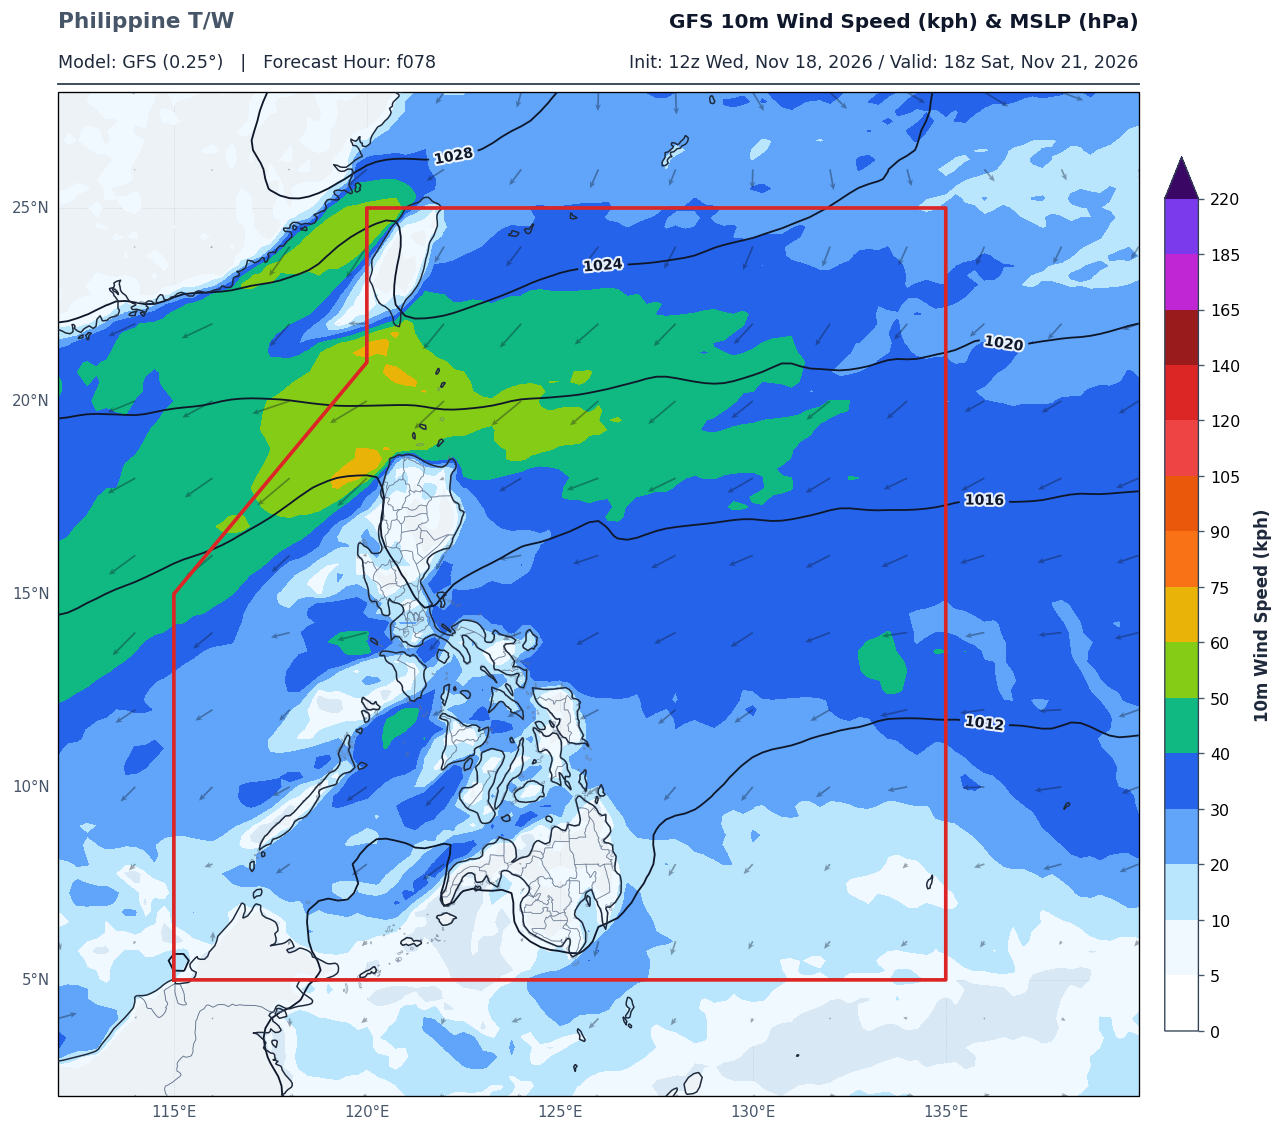 Philippine T/W
GFS 10m Wind Speed (kph) & MSLP (hPa)
Model: GFS (0.25°) | Forecast Hour: f078
Init: 12z Wed, Nov 18, 2026 / Valid: 18z Sat, Nov 21, 2026
1028
1024
1020
1016
1012
25°N
20°N
15°N
10°N
5°N
115°E
120°E
125°E
130°E
135°E
220
185
165
140
120
105
90
75
60
50
40
30
20
10
5
0
10m Wind Speed (kph)